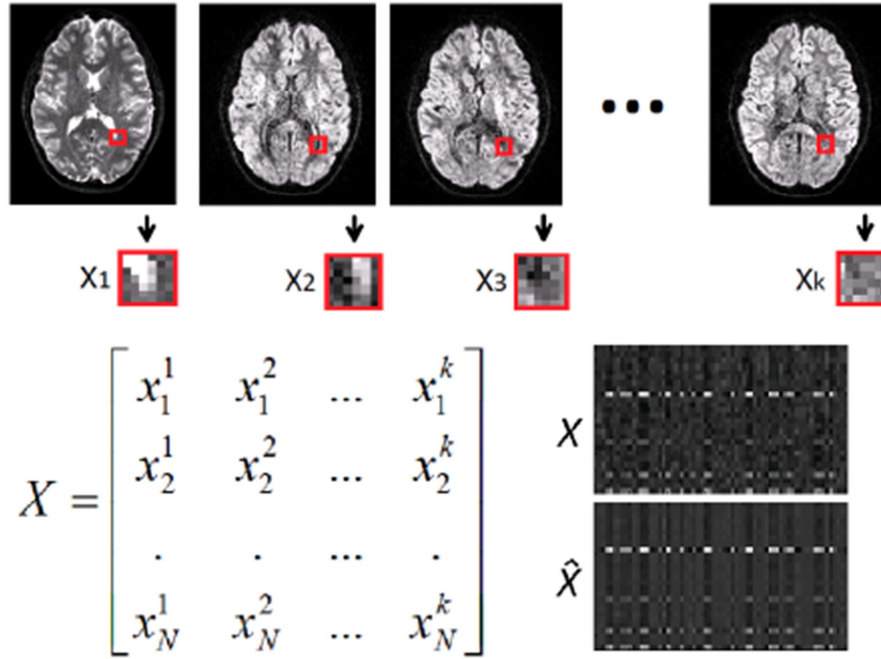 •••
X1 X2 X3 Xk
X = [ x_1^1 x_1^2 ... x_1^k
x_2^1 x_2^2 ... x_2^k
. . ... .
x_N^1 x_N^2 ... x_N^k ]
X
X̂